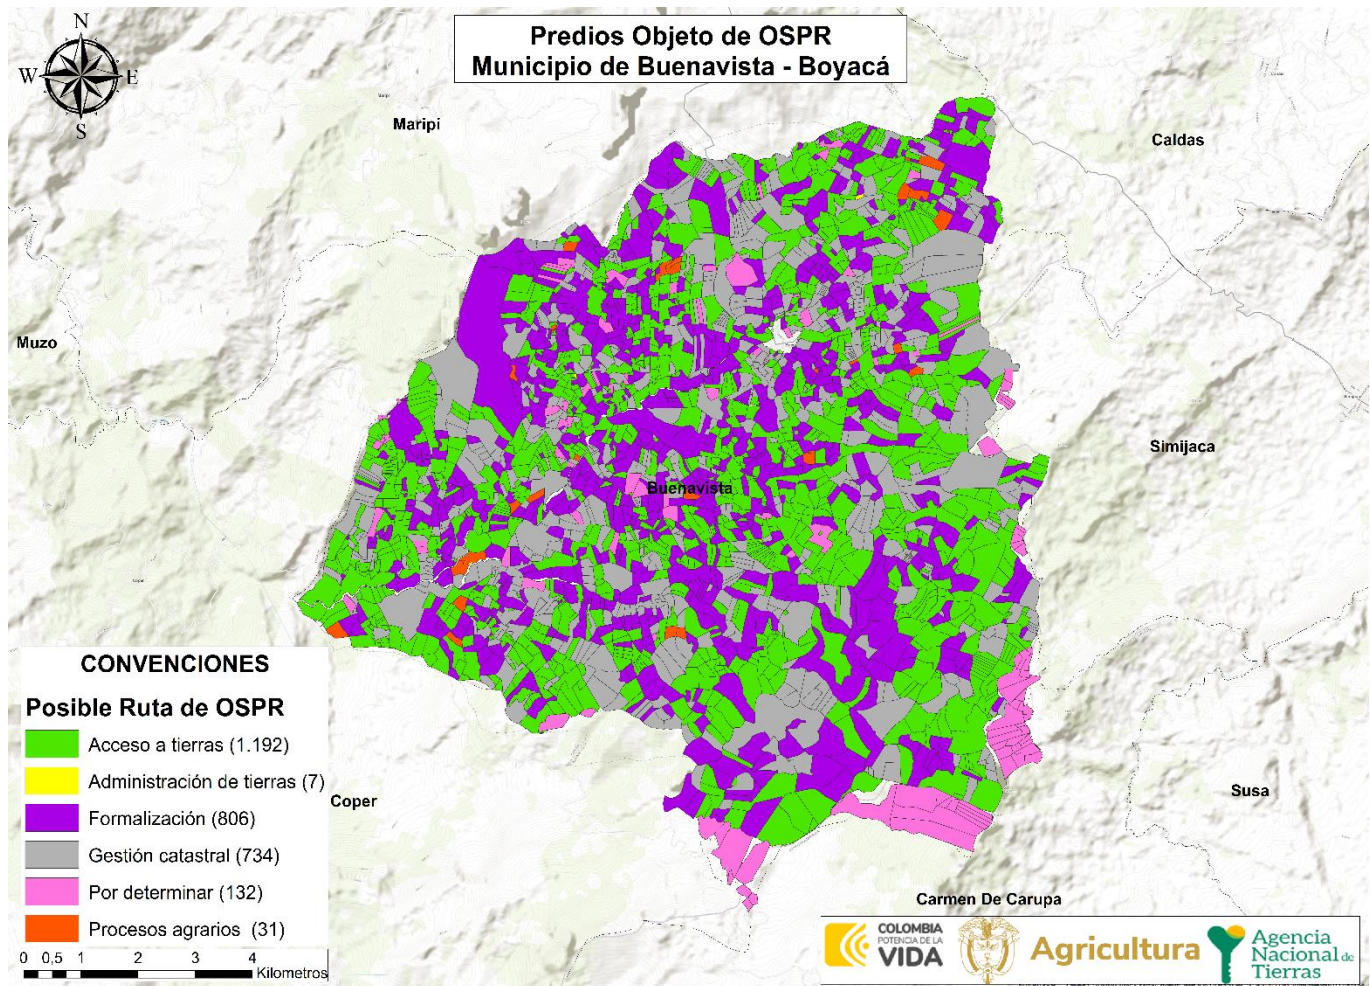 Predios Objeto de OSPR
Municipio de Buenavista - Boyacá
N
W E
S
Maripí
Caldas
Muzo
Simijaca
Buenavista
CONVENCIONES
Posible Ruta de OSPR
Acceso a tierras (1.192)
Administración de tierras (7)
Formalización (806)
Gestión catastral (734)
Por determinar (132)
Procesos agrarios (31)
0 0,5 1 2 3 4
Kilometros
Coper
Susa
Carmen De Carupa
COLOMBIA
POTENCIA DE LA
VIDA
Agricultura
Agencia
Nacional de
Tierras